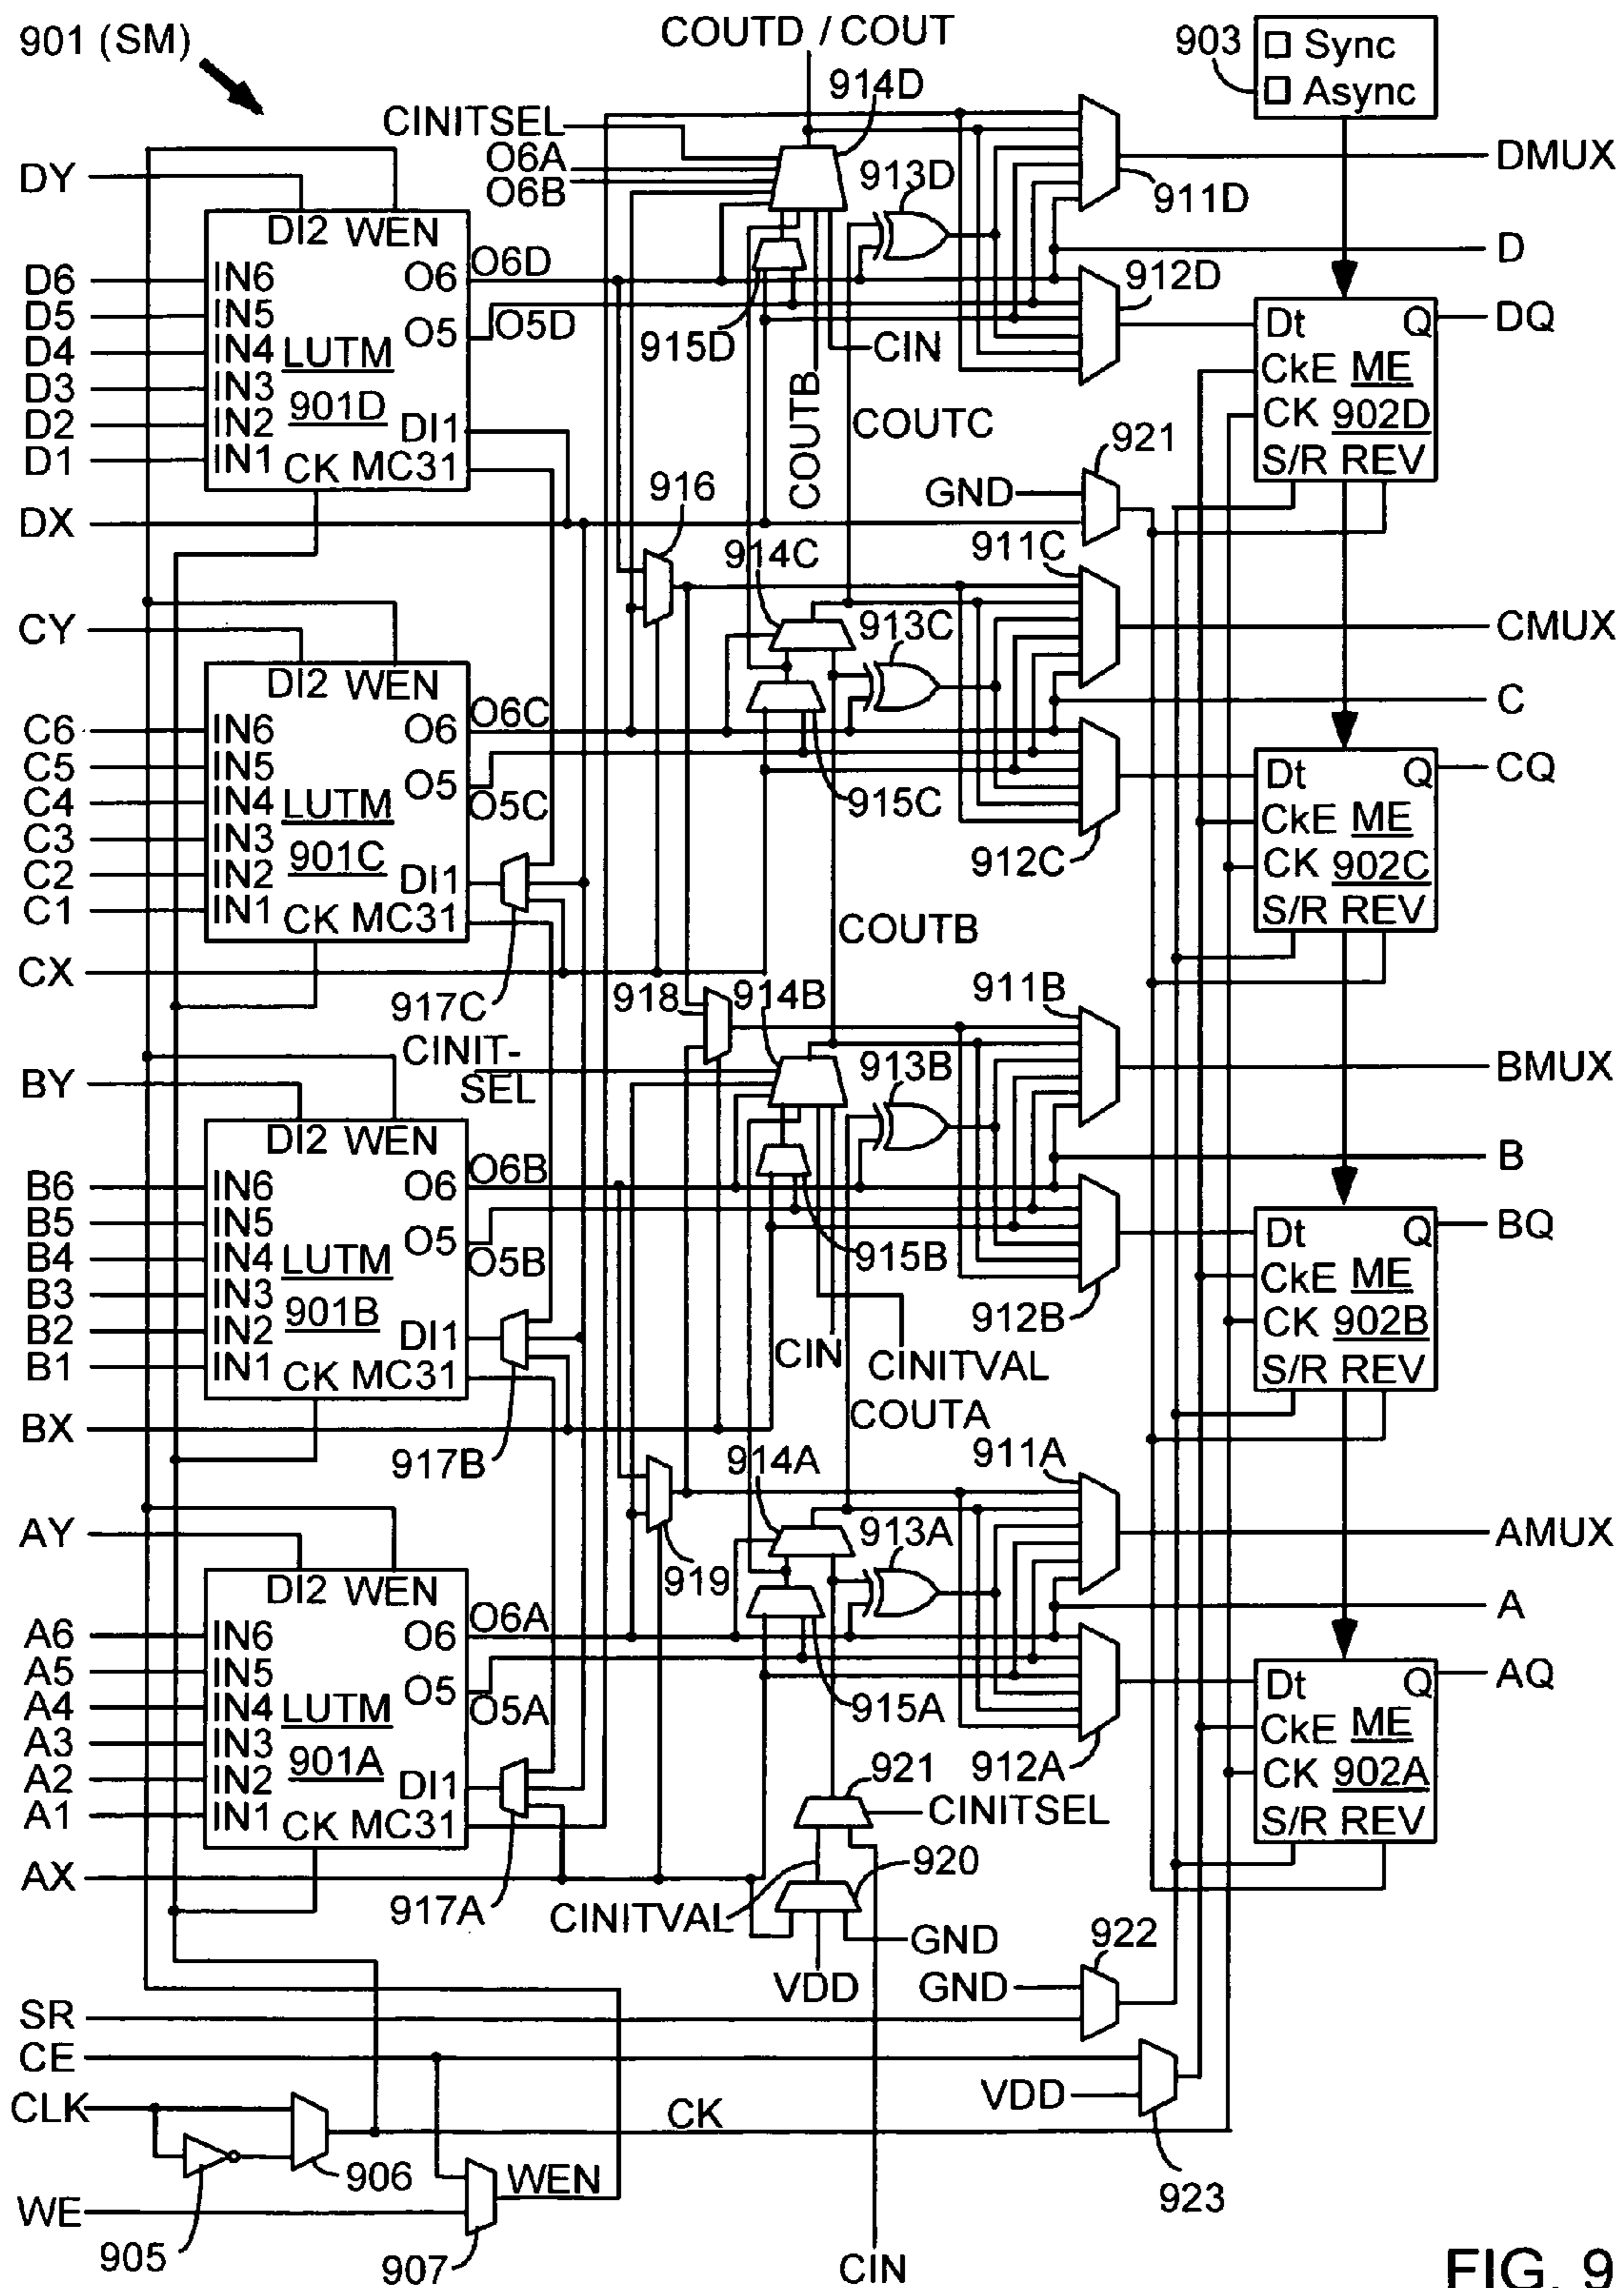 901 (SM)
COUTD / COUT
903
Sync
Async
914D
CINITSEL
O6A
O6B
913D
DMUX
911D
DY
DI2 WEN
O6D
D
912D
D6
IN6
O6
D5
IN5
O5D
Dt
Q
DQ
D4
IN4
LUTM
O5
915D
CIN
CkE ME
D3
IN3
901D
COUTB
COUTC
CK 902D
D2
IN2
DI1
921
D1
IN1
CK MC31
S/R REV
916
GND
DX
914C
911C
CY
913C
CMUX
DI2 WEN
O6C
C
C6
IN6
O6
C5
IN5
Dt
Q
CQ
C4
IN4
LUTM
O5
O5C
915C
CkE ME
C3
IN3
912C
C2
IN2
901C
DI1
CK 902C
C1
IN1
CK MC31
S/R REV
COUTB
CX
917C
918
914B
911B
CINIT-
SEL
913B
BMUX
BY
DI2 WEN
O6B
B
B6
IN6
O6
B5
IN5
B4
IN4
LUTM
O5
O5B
915B
Dt
Q
BQ
B3
IN3
901B
912B
CkE ME
B2
IN2
DI1
CIN
CINITVAL
CK 902B
B1
IN1
CK MC31
S/R REV
BX
COUTA
917B
914A
911A
AY
913A
AMUX
919
DI2 WEN
O6A
A
A6
IN6
O6
A5
IN5
A4
IN4
LUTM
O5
O5A
915A
Dt
Q
AQ
A3
IN3
901A
912A
CkE ME
A2
IN2
DI1
921
CK 902A
A1
IN1
CK MC31
CINITSEL
S/R REV
AX
920
917A
CINITVAL
GND
922
VDD
GND
SR
CE
VDD
CLK
CK
906
WEN
923
WE
905
907
CIN
FIG. 9